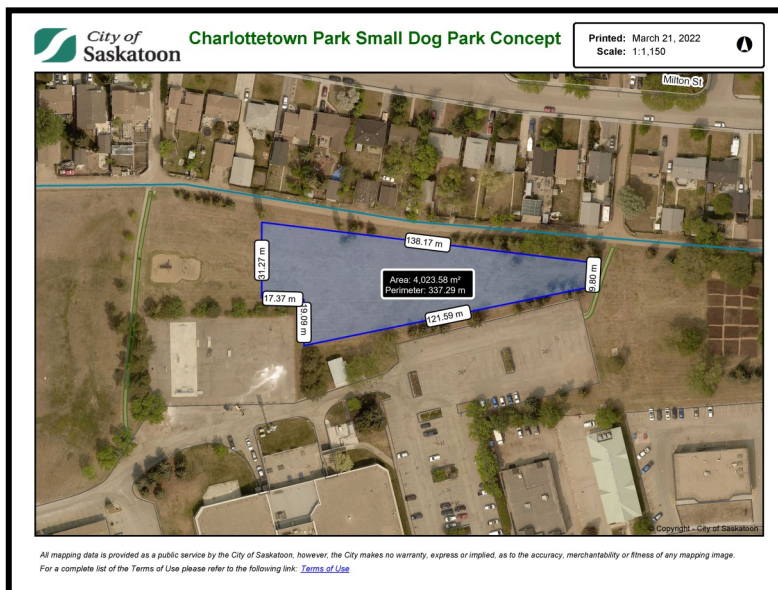 City of
Saskatoon
Charlottetown Park Small Dog Park Concept
Printed: March 21, 2022
Scale: 1:1,150
Milton St
138.17 m
31.27 m
9.80 m
Area: 4,023.58 m²
Perimeter: 337.29 m
17.37 m
19.09 m
121.59 m
© Copyright - City of Saskatoon
All mapping data is provided as a public service by the City of Saskatoon, however, the City makes no warranty, express or implied, as to the accuracy, merchantability or fitness of any mapping image.
For a complete list of the Terms of Use please refer to the following link: Terms of Use